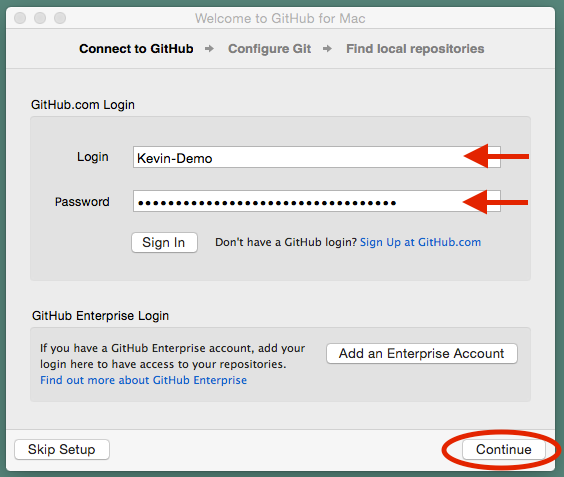 Welcome to GitHub for Mac
Connect to GitHub → Configure Git → Find local repositories
GitHub.com Login
Login Kevin-Demo
Password ••••••••••••••••••••••••••••••••••
Sign In Don't have a GitHub login? Sign Up at GitHub.com
GitHub Enterprise Login
If you have a GitHub Enterprise account, add your
login here to have access to your repositories.
Find out more about GitHub Enterprise
Add an Enterprise Account
Skip Setup Continue